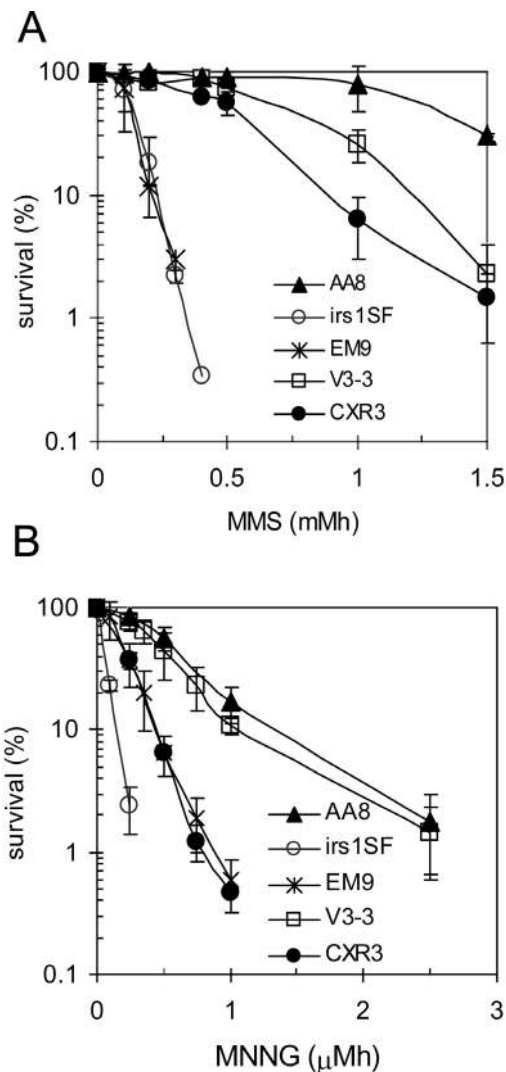 A
100
10
1
0.1
survival (%)
AA8
irs1SF
EM9
V3-3
CXR3
0
0.5
1
1.5
MMS (mMh)
B
100
10
1
0.1
survival (%)
AA8
irs1SF
EM9
V3-3
CXR3
0
1
2
3
MNNG (μMh)